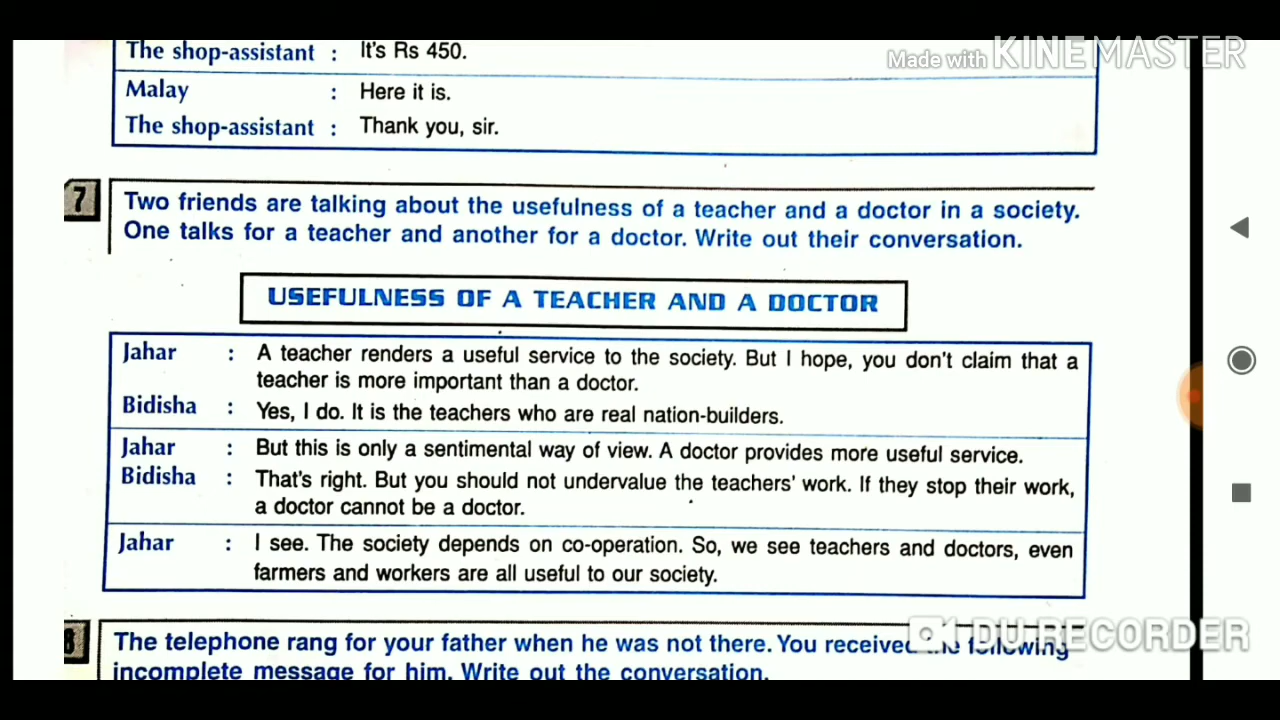 The shop-assistant : It's Rs 450.
Made with KINEMASTER
Malay : Here it is.
The shop-assistant : Thank you, sir.
7
Two friends are talking about the usefulness of a teacher and a doctor in a society.
One talks for a teacher and another for a doctor. Write out their conversation.
USEFULNESS OF A TEACHER AND A DOCTOR
Jahar : A teacher renders a useful service to the society. But I hope, you don't claim that a
teacher is more important than a doctor.
Bidisha : Yes, I do. It is the teachers who are real nation-builders.
Jahar : But this is only a sentimental way of view. A doctor provides more useful service.
Bidisha : That's right. But you should not undervalue the teachers' work. If they stop their work,
a doctor cannot be a doctor.
Jahar : I see. The society depends on co-operation. So, we see teachers and doctors, even
farmers and workers are all useful to our society.
8
The telephone rang for your father when he was not there. You received the following
DU RECORDER
incomplete message for him. Write out the conversation.